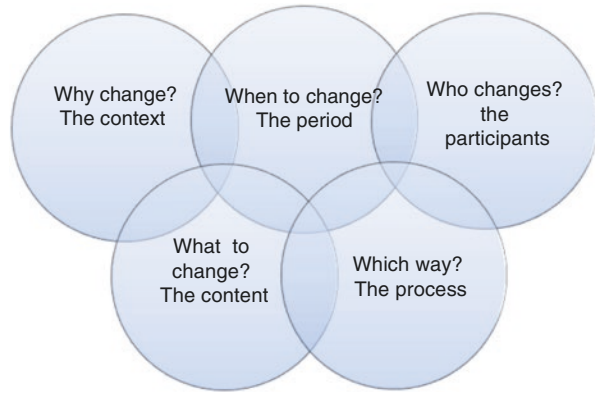 Why change?
The context
When to change?
The period
Who changes?
the
participants
What to
change?
The content
Which way?
The process